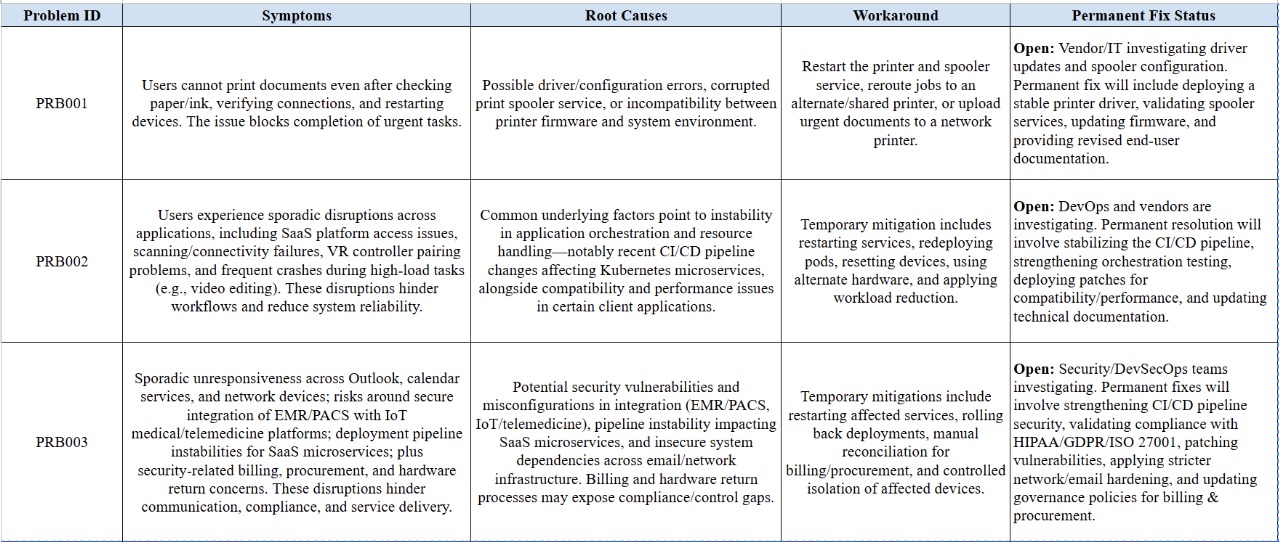 Problem ID
Symptoms
Root Causes
Workaround
Permanent Fix Status
PRB001
Users cannot print documents even after checking
paper/ink, verifying connections, and restarting
devices. The issue blocks completion of urgent tasks.
Possible driver/configuration errors, corrupted
print spooler service, or incompatibility between
printer firmware and system environment.
Restart the printer and spooler
service, reroute jobs to an
alternate/shared printer, or upload
urgent documents to a network
printer.
Open: Vendor/IT investigating driver
updates and spooler configuration.
Permanent fix will include deploying a
stable printer driver, validating spooler
services, updating firmware, and
providing revised end-user
documentation.
PRB002
Users experience sporadic disruptions across
applications, including SaaS platform access issues,
scanning/connectivity failures, VR controller pairing
problems, and frequent crashes during high-load tasks
(e.g., video editing). These disruptions hinder
workflows and reduce system reliability.
Common underlying factors point to instability
in application orchestration and resource
handling—notably recent CI/CD pipeline
changes affecting Kubernetes microservices,
alongside compatibility and performance issues
in certain client applications.
Temporary mitigation includes
restarting services, redeploying
pods, resetting devices, using
alternate hardware, and applying
workload reduction.
Open: DevOps and vendors are
investigating. Permanent resolution will
involve stabilizing the CI/CD pipeline,
strengthening orchestration testing,
deploying patches for
compatibility/performance, and updating
technical documentation.
PRB003
Sporadic unresponsiveness across Outlook, calendar
services, and network devices; risks around secure
integration of EMR/PACS with IoT
medical/telemedicine platforms; deployment pipeline
instabilities for SaaS microservices; plus
security-related billing, procurement, and hardware
return concerns. These disruptions hinder
communication, compliance, and service delivery.
Potential security vulnerabilities and
misconfigurations in integration (EMR/PACS,
IoT/telemedicine), pipeline instability impacting
SaaS microservices, and insecure system
dependencies across email/network
infrastructure. Billing and hardware return
processes may expose compliance/control gaps.
Temporary mitigations include
restarting affected services, rolling
back deployments, manual
reconciliation for
billing/procurement, and controlled
isolation of affected devices.
Open: Security/DevSecOps teams
investigating. Permanent fixes will
involve strengthening CI/CD pipeline
security, validating compliance with
HIPAA/GDPR/ISO 27001, patching
vulnerabilities, applying stricter
network/email hardening, and updating
governance policies for billing &
procurement.